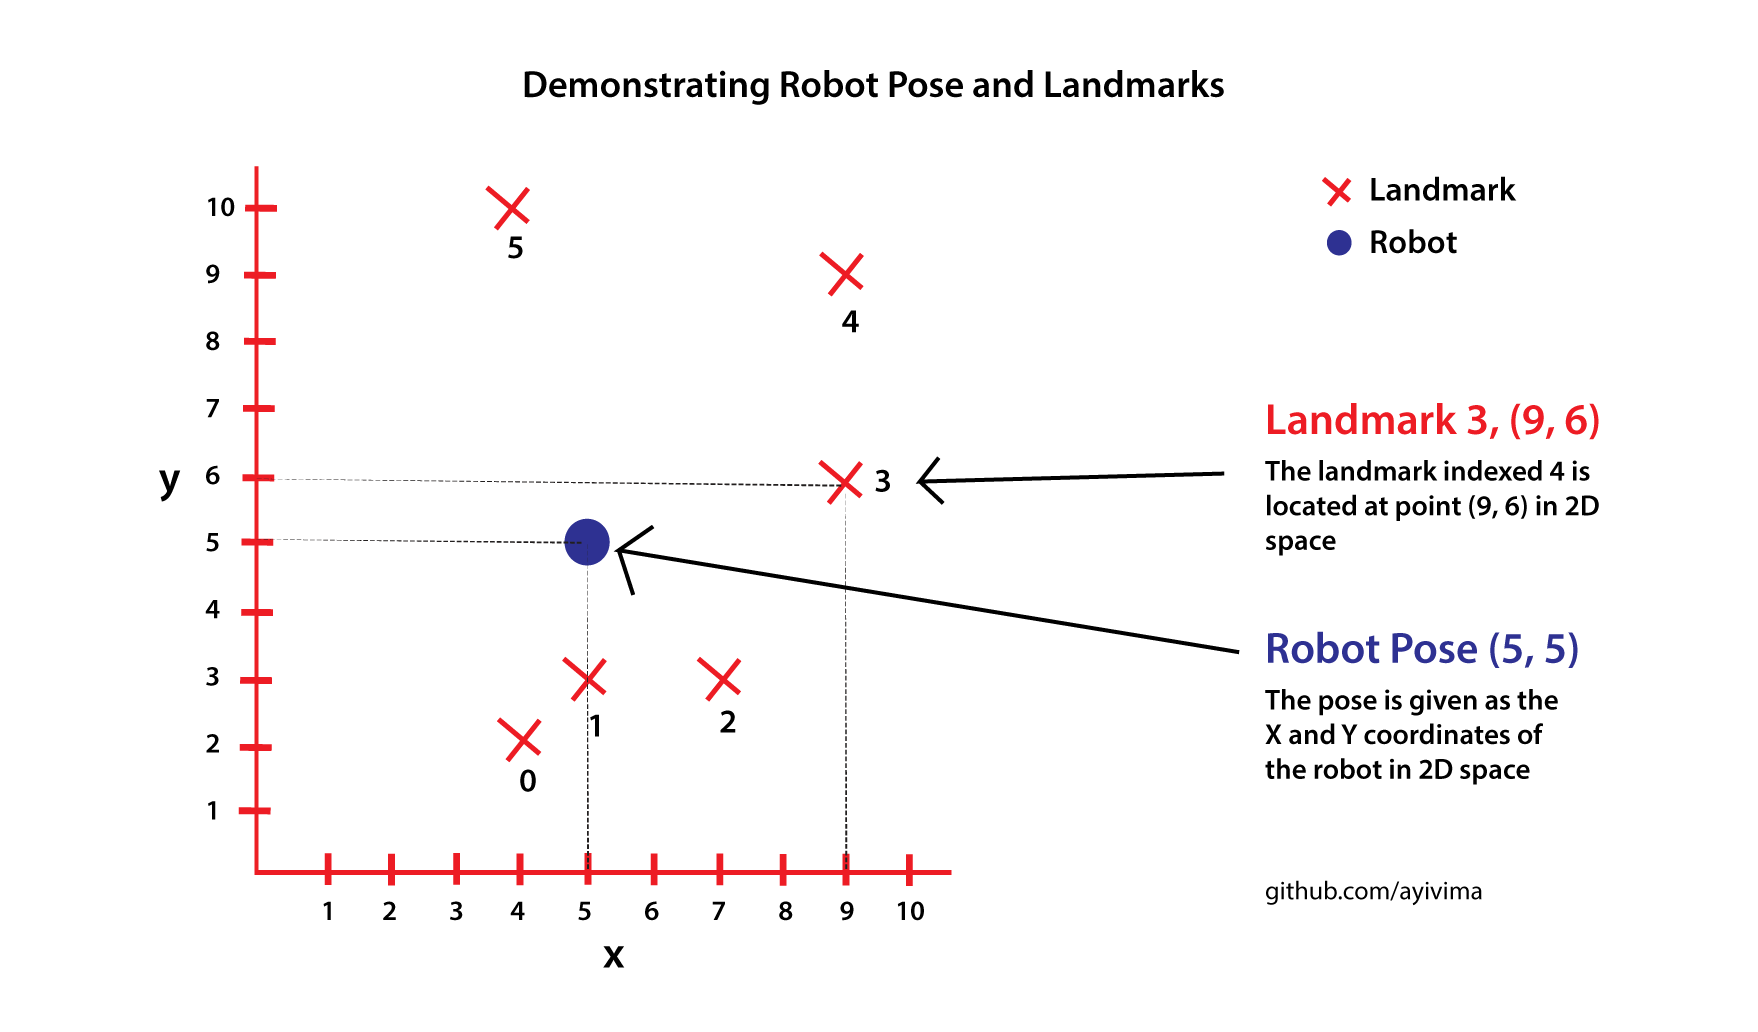 Demonstrating Robot Pose and Landmarks
Landmark
Robot
10
9
8
7
6
5
4
3
2
1
y
5
4
3
1
2
0
1 2 3 4 5 6 7 8 9 10
x
Landmark 3, (9, 6)
The landmark indexed 4 is
located at point (9, 6) in 2D
space
Robot Pose (5, 5)
The pose is given as the
X and Y coordinates of
the robot in 2D space
github.com/ayivima